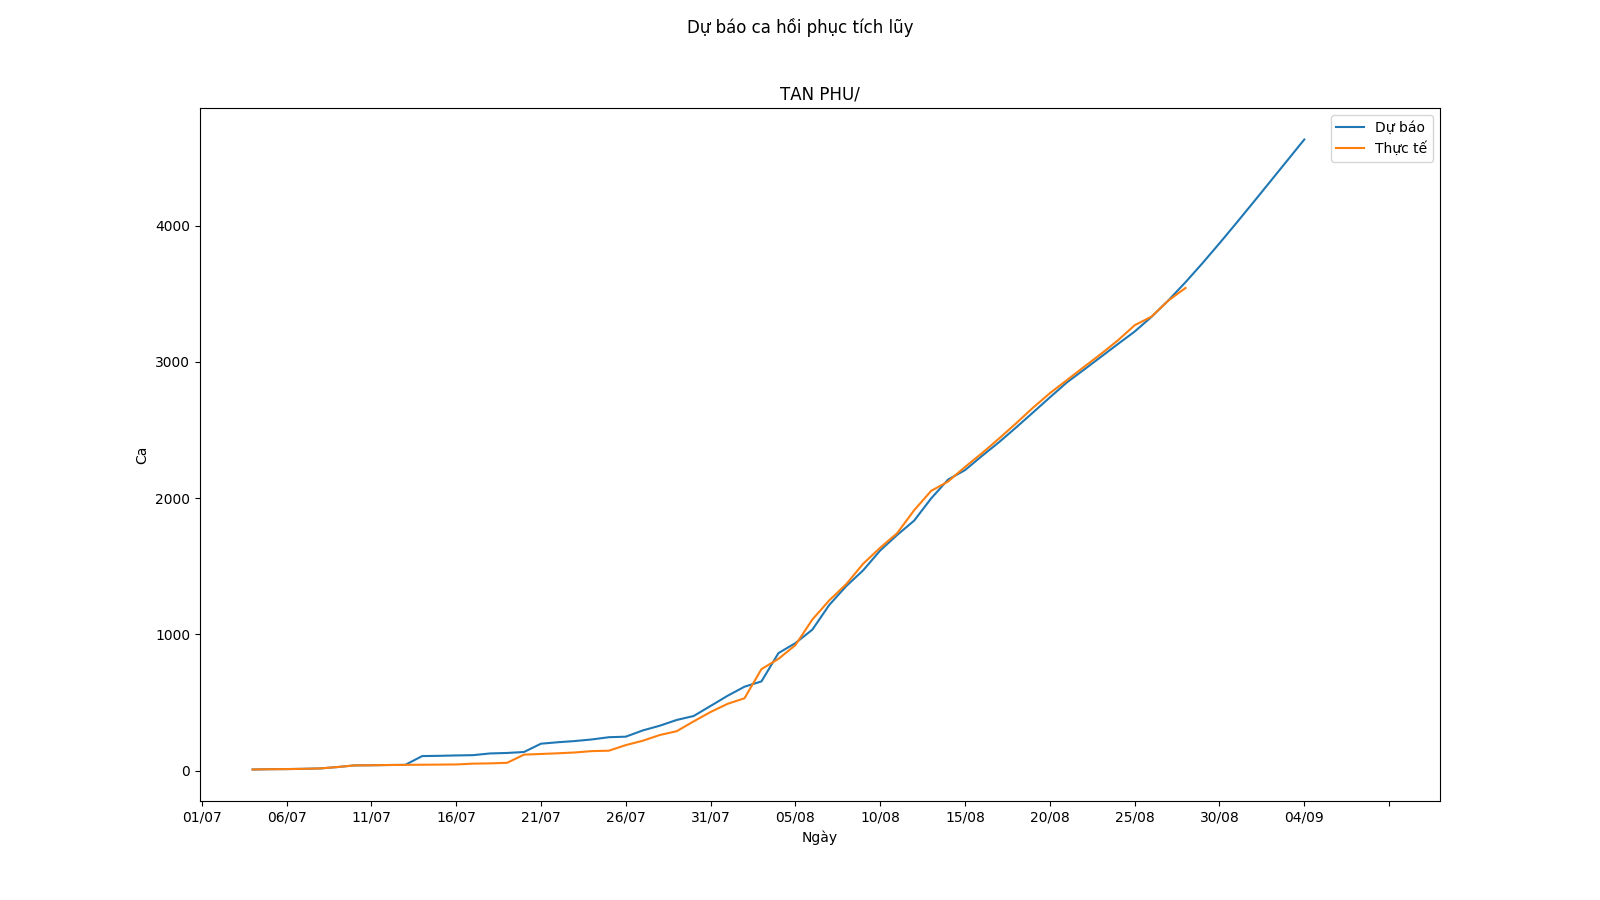 Dự báo ca hồi phục tích lũy
TAN PHU/
Dự báo
Thực tế
4000
3000
2000
1000
0
Ca
01/07 06/07 11/07 16/07 21/07 26/07 31/07 05/08 10/08 15/08 20/08 25/08 30/08 04/09
Ngày